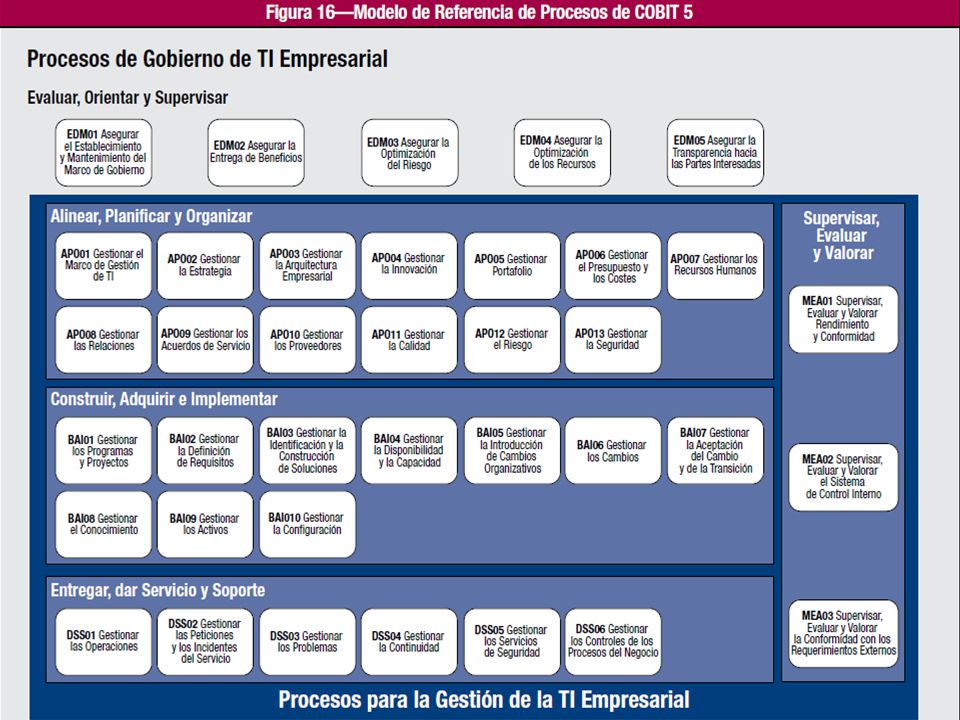 Figura 16—Modelo de Referencia de Procesos de COBIT 5
Procesos de Gobierno de TI Empresarial
Evaluar, Orientar y Supervisar
EDM01 Asegurar
el Establecimiento
y Mantenimiento del
Marco de Gobierno
EDM02 Asegurar la
Entrega de Beneficios
EDM03 Asegurar la
Optimización
del Riesgo
EDM04 Asegurar la
Optimización
de los Recursos
EDM05 Asegurar la
Transparencia hacia
las Partes Interesadas
Alinear, Planificar y Organizar
APO01 Gestionar el
Marco de Gestión
de TI
APO02 Gestionar
la Estrategia
APO03 Gestionar
la Arquitectura
Empresarial
APO04 Gestionar
la Innovación
APO05 Gestionar
Portafolio
APO06 Gestionar
el Presupuesto y
los Costes
APO07 Gestionar los
Recursos Humanos
APO08 Gestionar
las Relaciones
APO09 Gestionar los
Acuerdos de Servicio
APO10 Gestionar
los Proveedores
APO11 Gestionar
la Calidad
APO12 Gestionar
el Riesgo
APO13 Gestionar
la Seguridad
Construir, Adquirir e Implementar
BAI01 Gestionar
los Programas
y Proyectos
BAI02 Gestionar
la Definición
de Requisitos
BAI03 Gestionar la
Identificación y la
Construcción
de Soluciones
BAI04 Gestionar
la Disponibilidad
y la Capacidad
BAI05 Gestionar
la Introducción
de Cambios
Organizativos
BAI06 Gestionar
los Cambios
BAI07 Gestionar
la Aceptación
del Cambio
y de la Transición
BAI08 Gestionar
el Conocimiento
BAI09 Gestionar
los Activos
BAI010 Gestionar
la Configuración
Entregar, dar Servicio y Soporte
DSS01 Gestionar
las Operaciones
DSS02 Gestionar
las Peticiones
y los Incidentes
del Servicio
DSS03 Gestionar
los Problemas
DSS04 Gestionar
la Continuidad
DSS05 Gestionar
los Servicios
de Seguridad
DSS06 Gestionar
los Controles de los
Procesos del Negocio
Supervisar,
Evaluar
y Valorar
MEA01 Supervisar,
Evaluar y Valorar
Rendimiento
y Conformidad
MEA02 Supervisar,
Evaluar y Valorar
el Sistema
de Control Interno
MEA03 Supervisar,
Evaluar y Valorar
la Conformidad con los
Requerimientos Externos
Procesos para la Gestión de la TI Empresarial